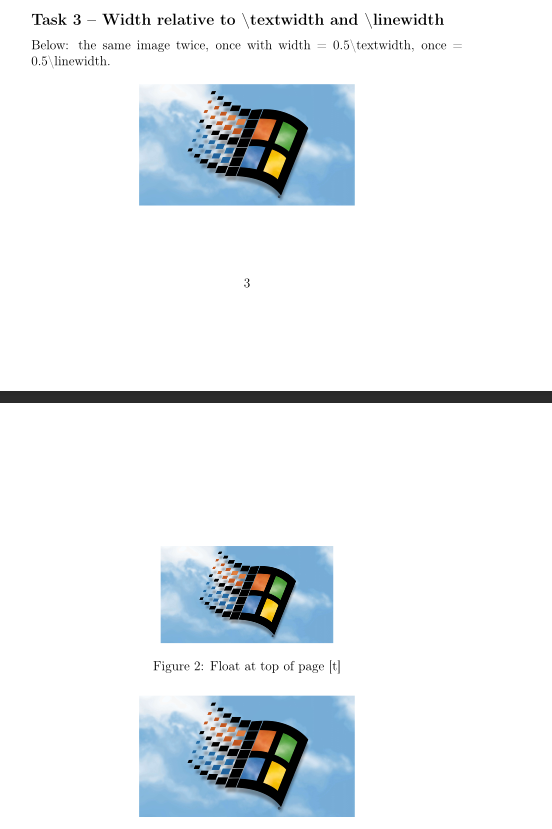 Task 3 – Width relative to \textwidth and \linewidth
Below: the same image twice, once with width = 0.5\textwidth, once =
0.5\linewidth.
3
Figure 2: Float at top of page [t]